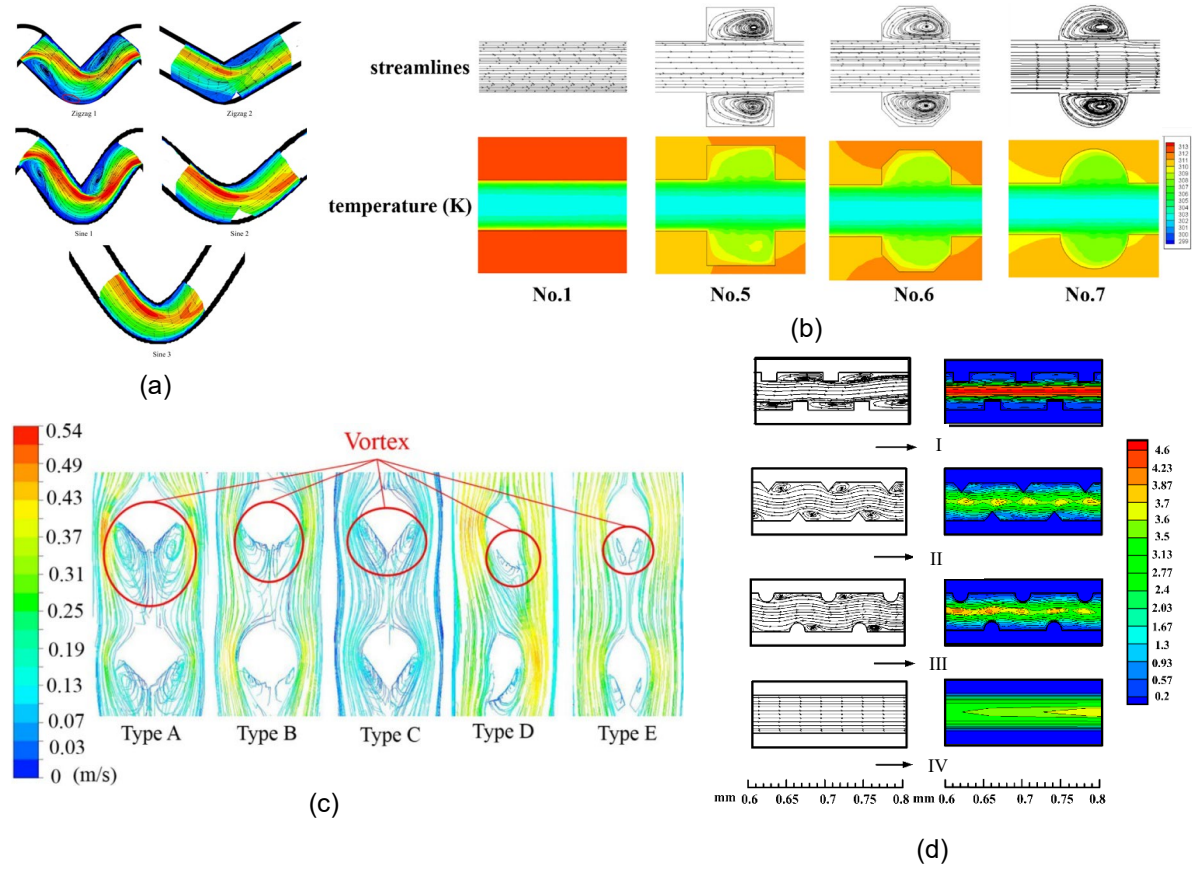 Zigzag 1
Zigzag 2
Sine 1
Sine 2
Sine 3
(a)
streamlines
temperature (K)
313
312
311
310
309
308
307
306
305
304
303
302
301
300
299
No.1
No.5
No.6
No.7
(b)
0.54
0.49
0.43
0.37
0.31
0.25
0.19
0.13
0.07
0.03
0 (m/s)
Vortex
Type A
Type B
Type C
Type D
Type E
(c)
I
II
III
IV
4.6
4.23
3.87
3.7
3.6
3.5
3.13
2.77
2.4
2.03
1.67
1.3
0.93
0.57
0.2
mm 0.6 0.65 0.7 0.75 0.8
mm 0.6 0.65 0.7 0.75 0.8
(d)